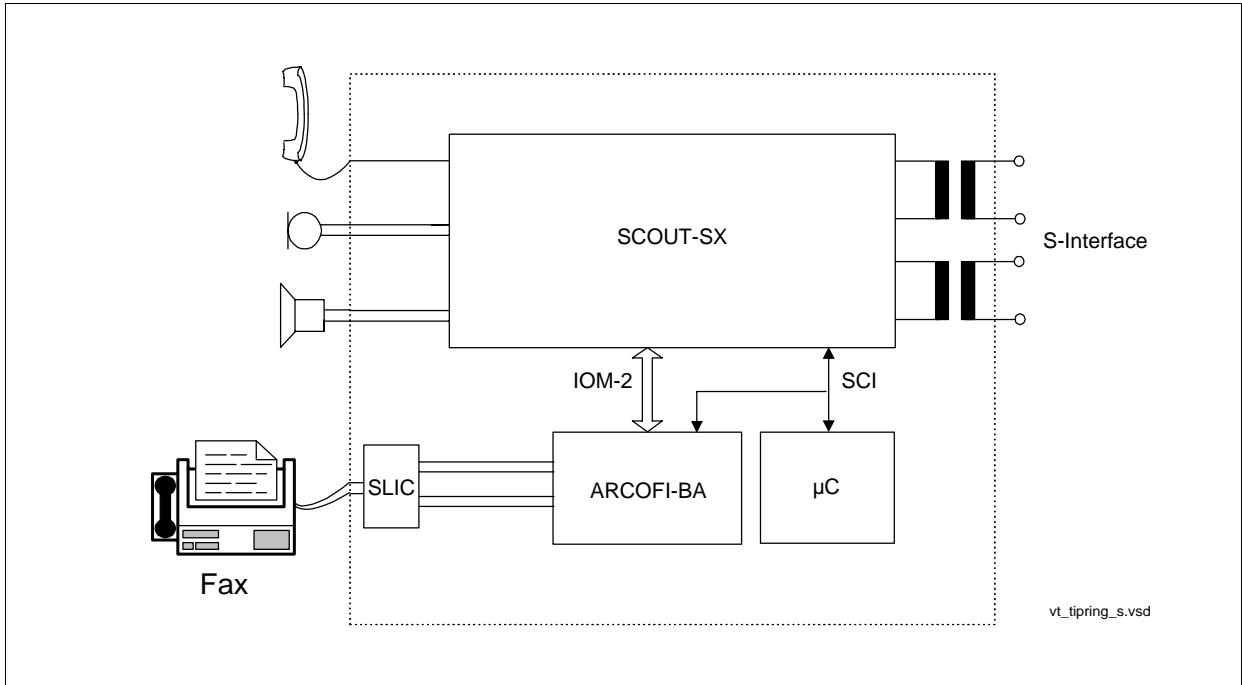 SCOUT-SX
S-Interface
IOM-2
SCI
SLIC
ARCOFI-BA
µC
Fax
vt_tipring_s.vsd